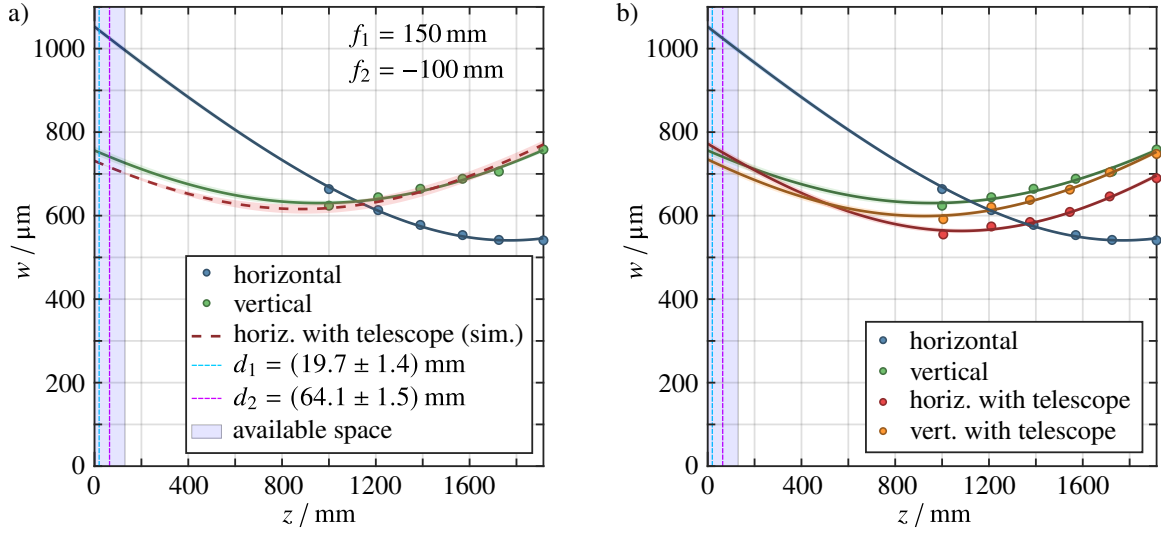 a)
f₁ = 150 mm
f₂ = −100 mm
1000
800
600
400
200
0
w / μm
horizontal
vertical
horiz. with telescope (sim.)
d₁ = (19.7 ± 1.4) mm
d₂ = (64.1 ± 1.5) mm
available space
0 400 800 1200 1600
z / mm
b)
1000
800
600
400
200
0
w / μm
horizontal
vertical
horiz. with telescope
vert. with telescope
0 400 800 1200 1600
z / mm